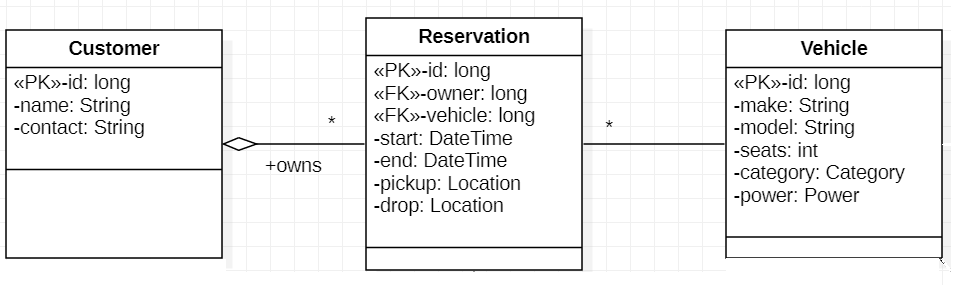 Customer
«PK»-id: long
-name: String
-contact: String
*
+owns
Reservation
«PK»-id: long
«FK»-owner: long
«FK»-vehicle: long
-start: DateTime
-end: DateTime
-pickup: Location
-drop: Location
*
Vehicle
«PK»-id: long
-make: String
-model: String
-seats: int
-category: Category
-power: Power